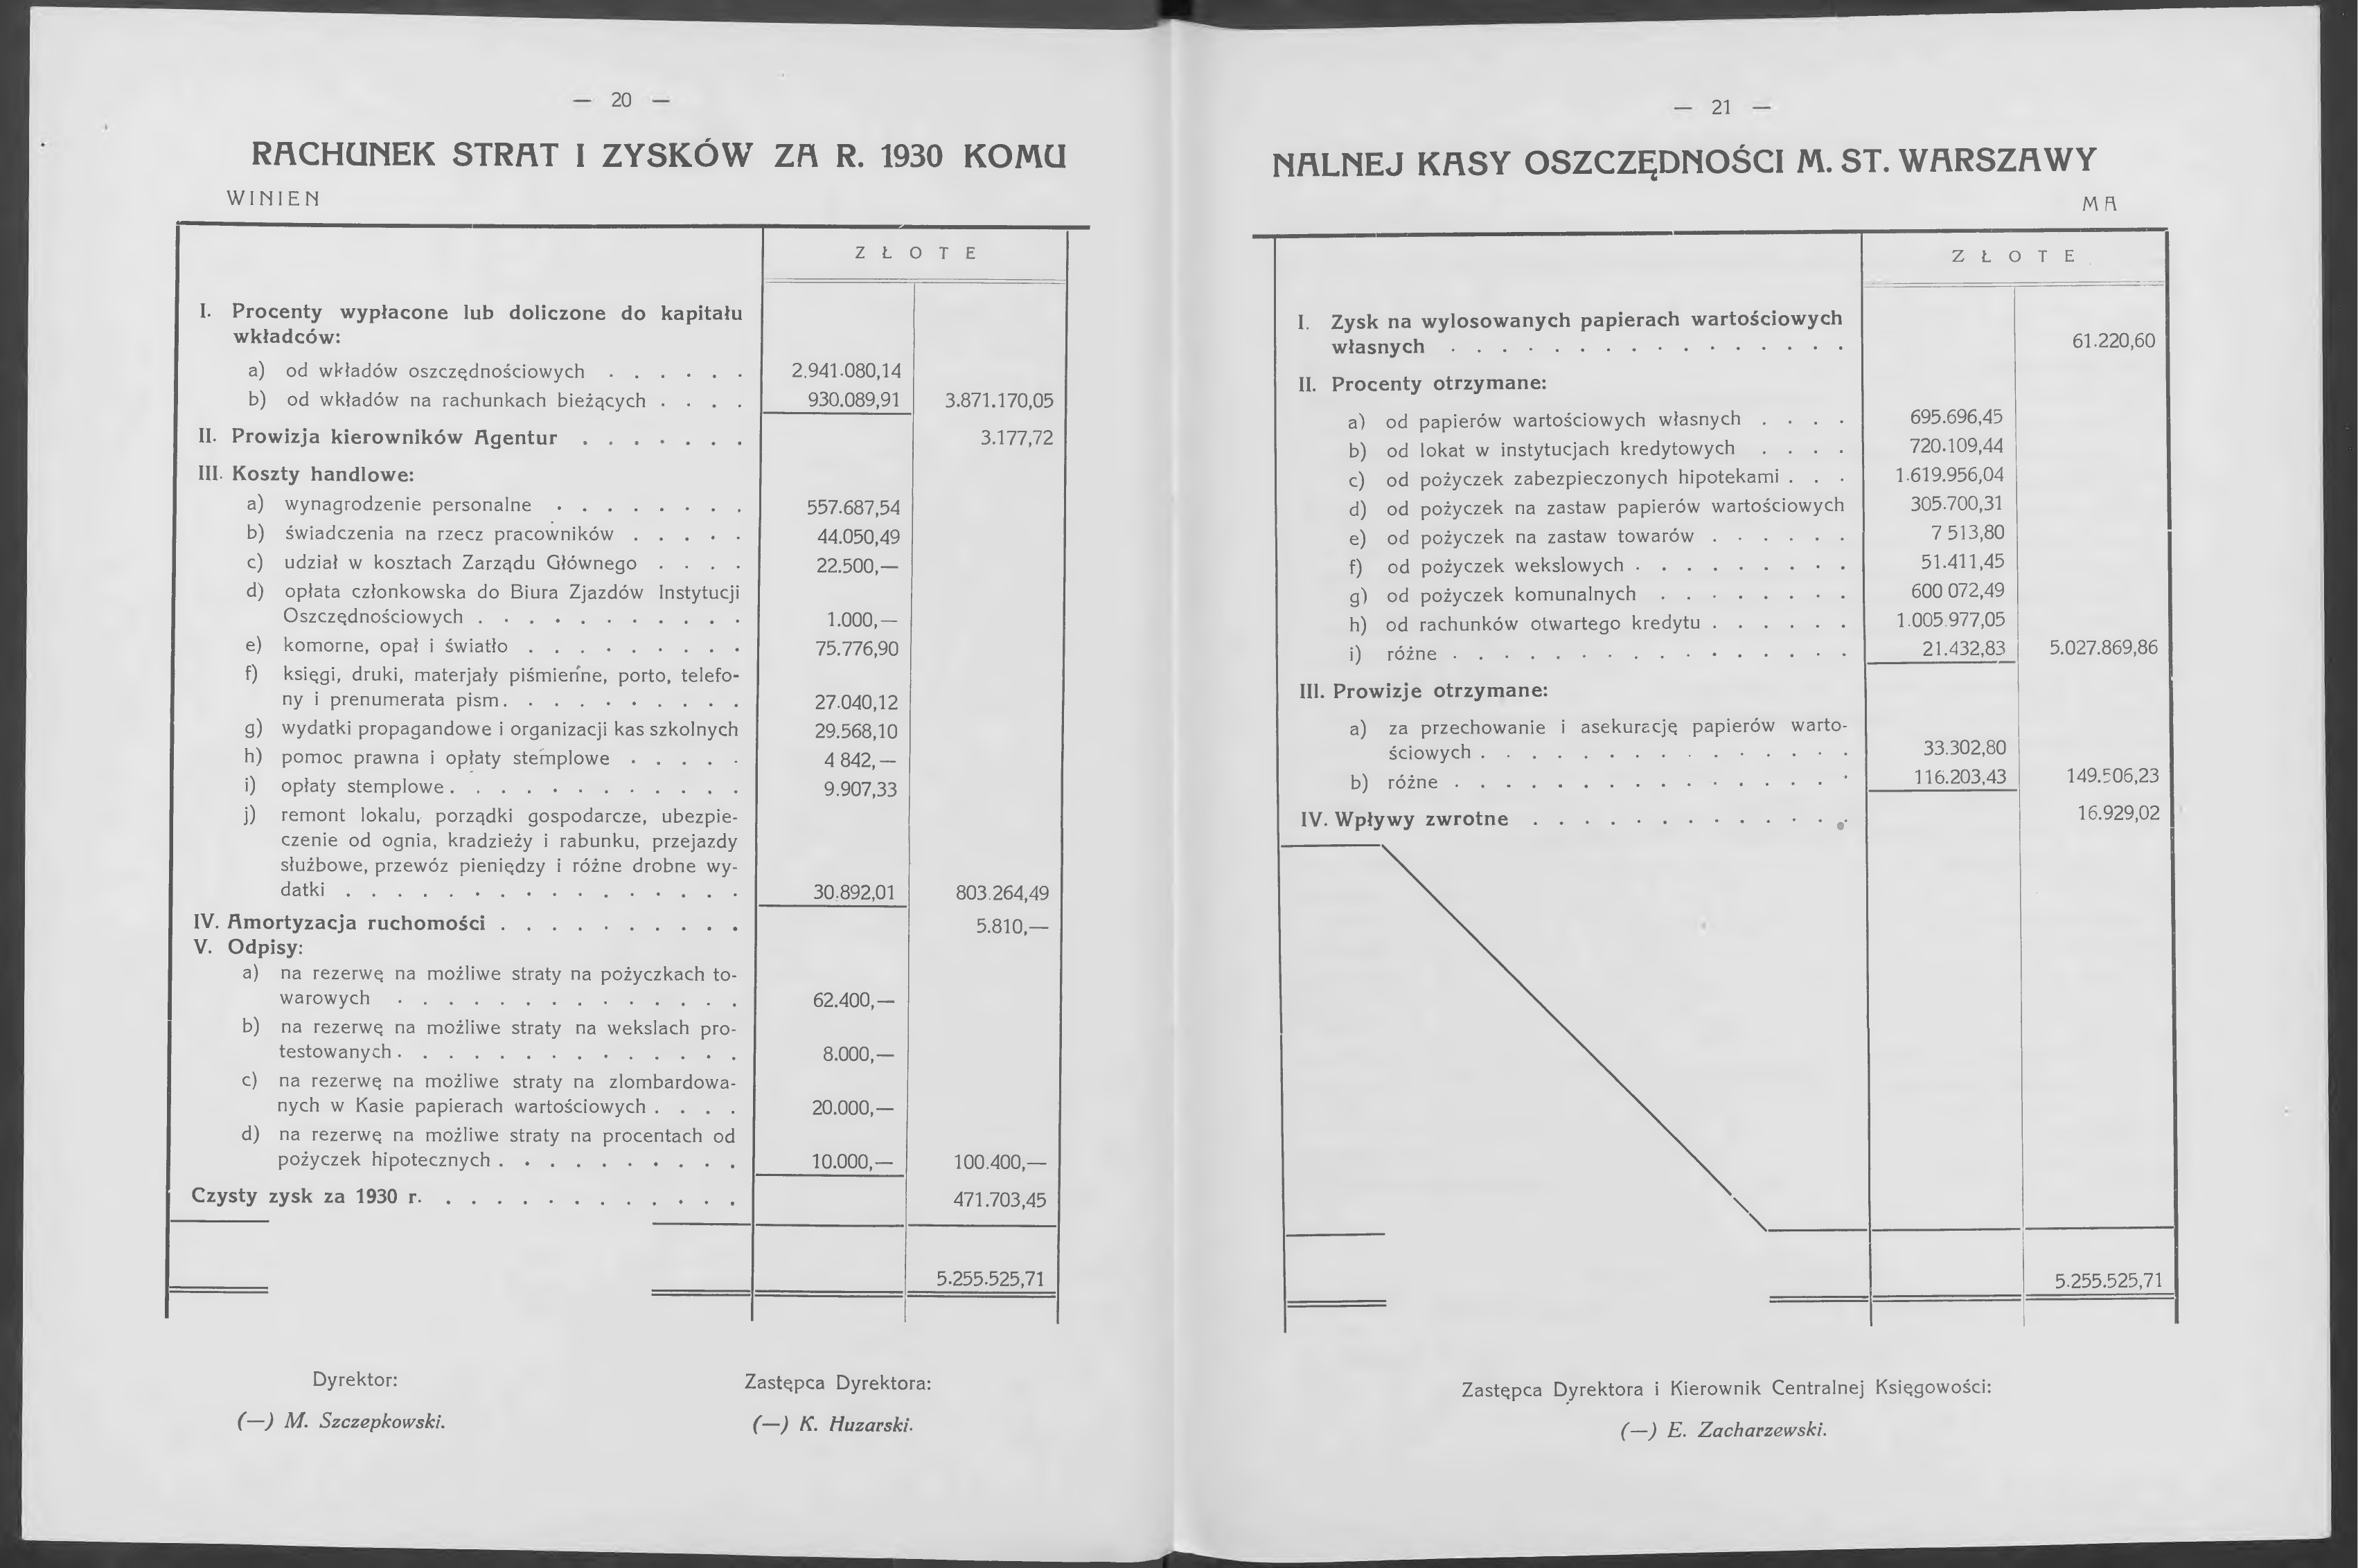 — 20 —
RACHUNEK STRAT I ZYSKÓW ZA R. 1930 KOMU
WINIEN
ZŁOTE
I. Procenty wypłacone lub doliczone do kapitału
wkładców:
a) od wkładów oszczędnościowych . . . . . . 2.941.080,14
b) od wkładów na rachunkach bieżących . . . . 930.089,91 3.871.170,05
II. Prowizja kierowników Agentur . . . . . . . 3.177,72
III. Koszty handlowe:
a) wynagrodzenie personalne . . . . . . . . 557.687,54
b) świadczenia na rzecz pracowników . . . . . 44.050,49
c) udział w kosztach Zarządu Głównego . . . . 22.500,—
d) opłata członkowska do Biura Zjazdów Instytucji
Oszczędnościowych . . . . . . . . . . . 1.000,—
e) komorne, opał i światło . . . . . . . . . 75.776,90
f) księgi, druki, materjały piśmienne, porto, telefo-
ny i prenumerata pism . . . . . . . . . . 27.040,12
g) wydatki propagandowe i organizacji kas szkolnych 29.568,10
h) pomoc prawna i opłaty stemplowe . . . . . 4 842,—
i) opłaty stemplowe . . . . . . . . . . . . 9.907,33
j) remont lokalu, porządki gospodarcze, ubezpie-
czenie od ognia, kradzieży i rabunku, przejazdy
służbowe, przewóz pieniędzy i różne drobne wy-
datki . . . . . . . . . . . . . . . . 30.892,01 803.264,49
IV. Amortyzacja ruchomości . . . . . . . . . . 5.810,—
V. Odpisy:
a) na rezerwę na możliwe straty na pożyczkach to-
warowych . . . . . . . . . . . . . . 62.400,—
b) na rezerwę na możliwe straty na wekslach pro-
testowanych . . . . . . . . . . . . . . 8.000,—
c) na rezerwę na możliwe straty na zlombardowa-
nych w Kasie papierach wartościowych . . . . 20.000,—
d) na rezerwę na możliwe straty na procentach od
pożyczek hipotecznych . . . . . . . . . . 10.000,— 100.400,—
Czysty zysk za 1930 r. . . . . . . . . . . . . 471.703,45
5.255.525,71
Dyrektor: Zastępca Dyrektora:
(—) M. Szczepkowski. (—) K. Huzarski.
— 21 —
NALNEJ KASY OSZCZĘDNOŚCI M. ST. WARSZAWY
MA
ZŁOTE
I. Zysk na wylosowanych papierach wartościowych
własnych . . . . . . . . . . . . . . . . 61.220,60
II. Procenty otrzymane:
a) od papierów wartościowych własnych . . . . 695.696,45
b) od lokat w instytucjach kredytowych . . . . 720.109,44
c) od pożyczek zabezpieczonych hipotekami . . . 1.619.956,04
d) od pożyczek na zastaw papierów wartościowych 305.700,31
e) od pożyczek na zastaw towarów . . . . . . 7 513,80
f) od pożyczek wekslowych . . . . . . . . . 51.411,45
g) od pożyczek komunalnych . . . . . . . . 600 072,49
h) od rachunków otwartego kredytu . . . . . . 1.005.977,05
i) różne . . . . . . . . . . . . . . . . 21.432,83 5.027.869,86
III. Prowizje otrzymane:
a) za przechowanie i asekurację papierów warto-
ściowych . . . . . . . . . . . . . . . 33.302,80
b) różne . . . . . . . . . . . . . . . . 116.203,43 149.506,23
IV. Wpływy zwrotne . . . . . . . . . . . . . 16.929,02
5.255.525,71
Zastępca Dyrektora i Kierownik Centralnej Księgowości:
(—) E. Zacharzewski.